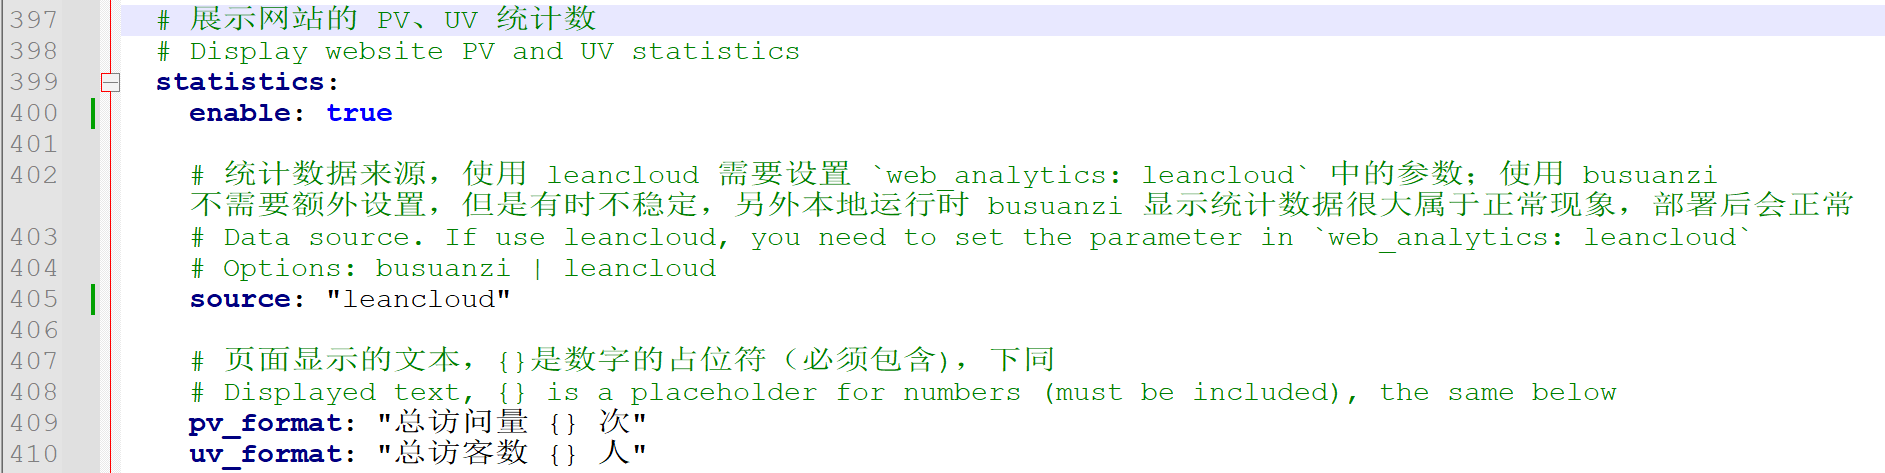 397 # 展示网站的 PV、UV 统计数
398 # Display website PV and UV statistics
399 statistics:
400 enable: true
401
402 # 统计数据来源，使用 leancloud 需要设置 `web_analytics: leancloud` 中的参数；使用 busuanzi
不需要额外设置，但是有时不稳定，另外本地运行时 busuanzi 显示统计数据很大属于正常现象，部署后会正常
403 # Data source. If use leancloud, you need to set the parameter in `web_analytics: leancloud`
404 # Options: busuanzi | leancloud
405 source: "leancloud"
406
407 # 页面显示的文本，{}是数字的占位符（必须包含)，下同
408 # Displayed text, {} is a placeholder for numbers (must be included), the same below
409 pv_format: "总访问量 {} 次"
410 uv_format: "总访客数 {} 人"